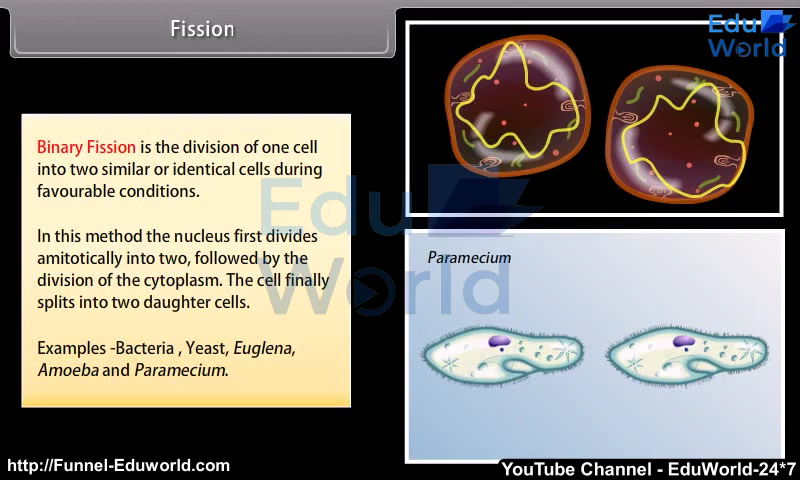 Fission
Edu
World
Binary Fission is the division of one cell
into two similar or identical cells during
favourable conditions.
In this method the nucleus first divides
amitotically into two, followed by the
division of the cytoplasm. The cell finally
splits into two daughter cells.
Examples -Bacteria , Yeast, Euglena,
Amoeba and Paramecium.
Edu
World
Paramecium
http://Funnel-Eduworld.com
YouTube Channel - EduWorld-24*7